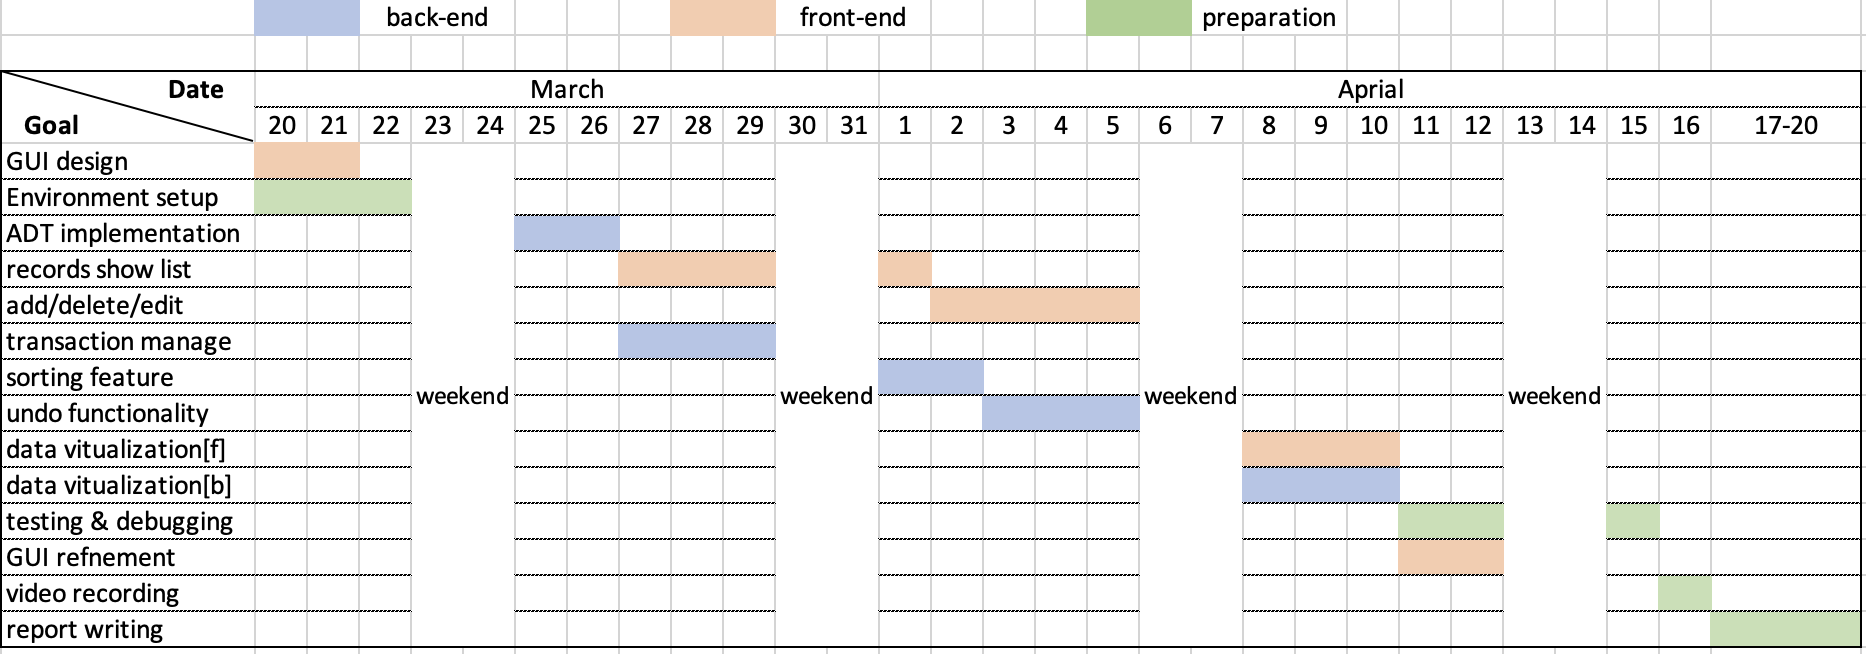 back-end front-end preparation
Date March Aprial
Goal 20 21 22 23 24 25 26 27 28 29 30 31 1 2 3 4 5 6 7 8 9 10 11 12 13 14 15 16 17-20
GUI design
Environment setup
ADT implementation
records show list
add/delete/edit
transaction manage
sorting feature
weekend weekend weekend weekend
undo functionality
data vitualization[f]
data vitualization[b]
testing & debugging
GUI refnement
video recording
report writing